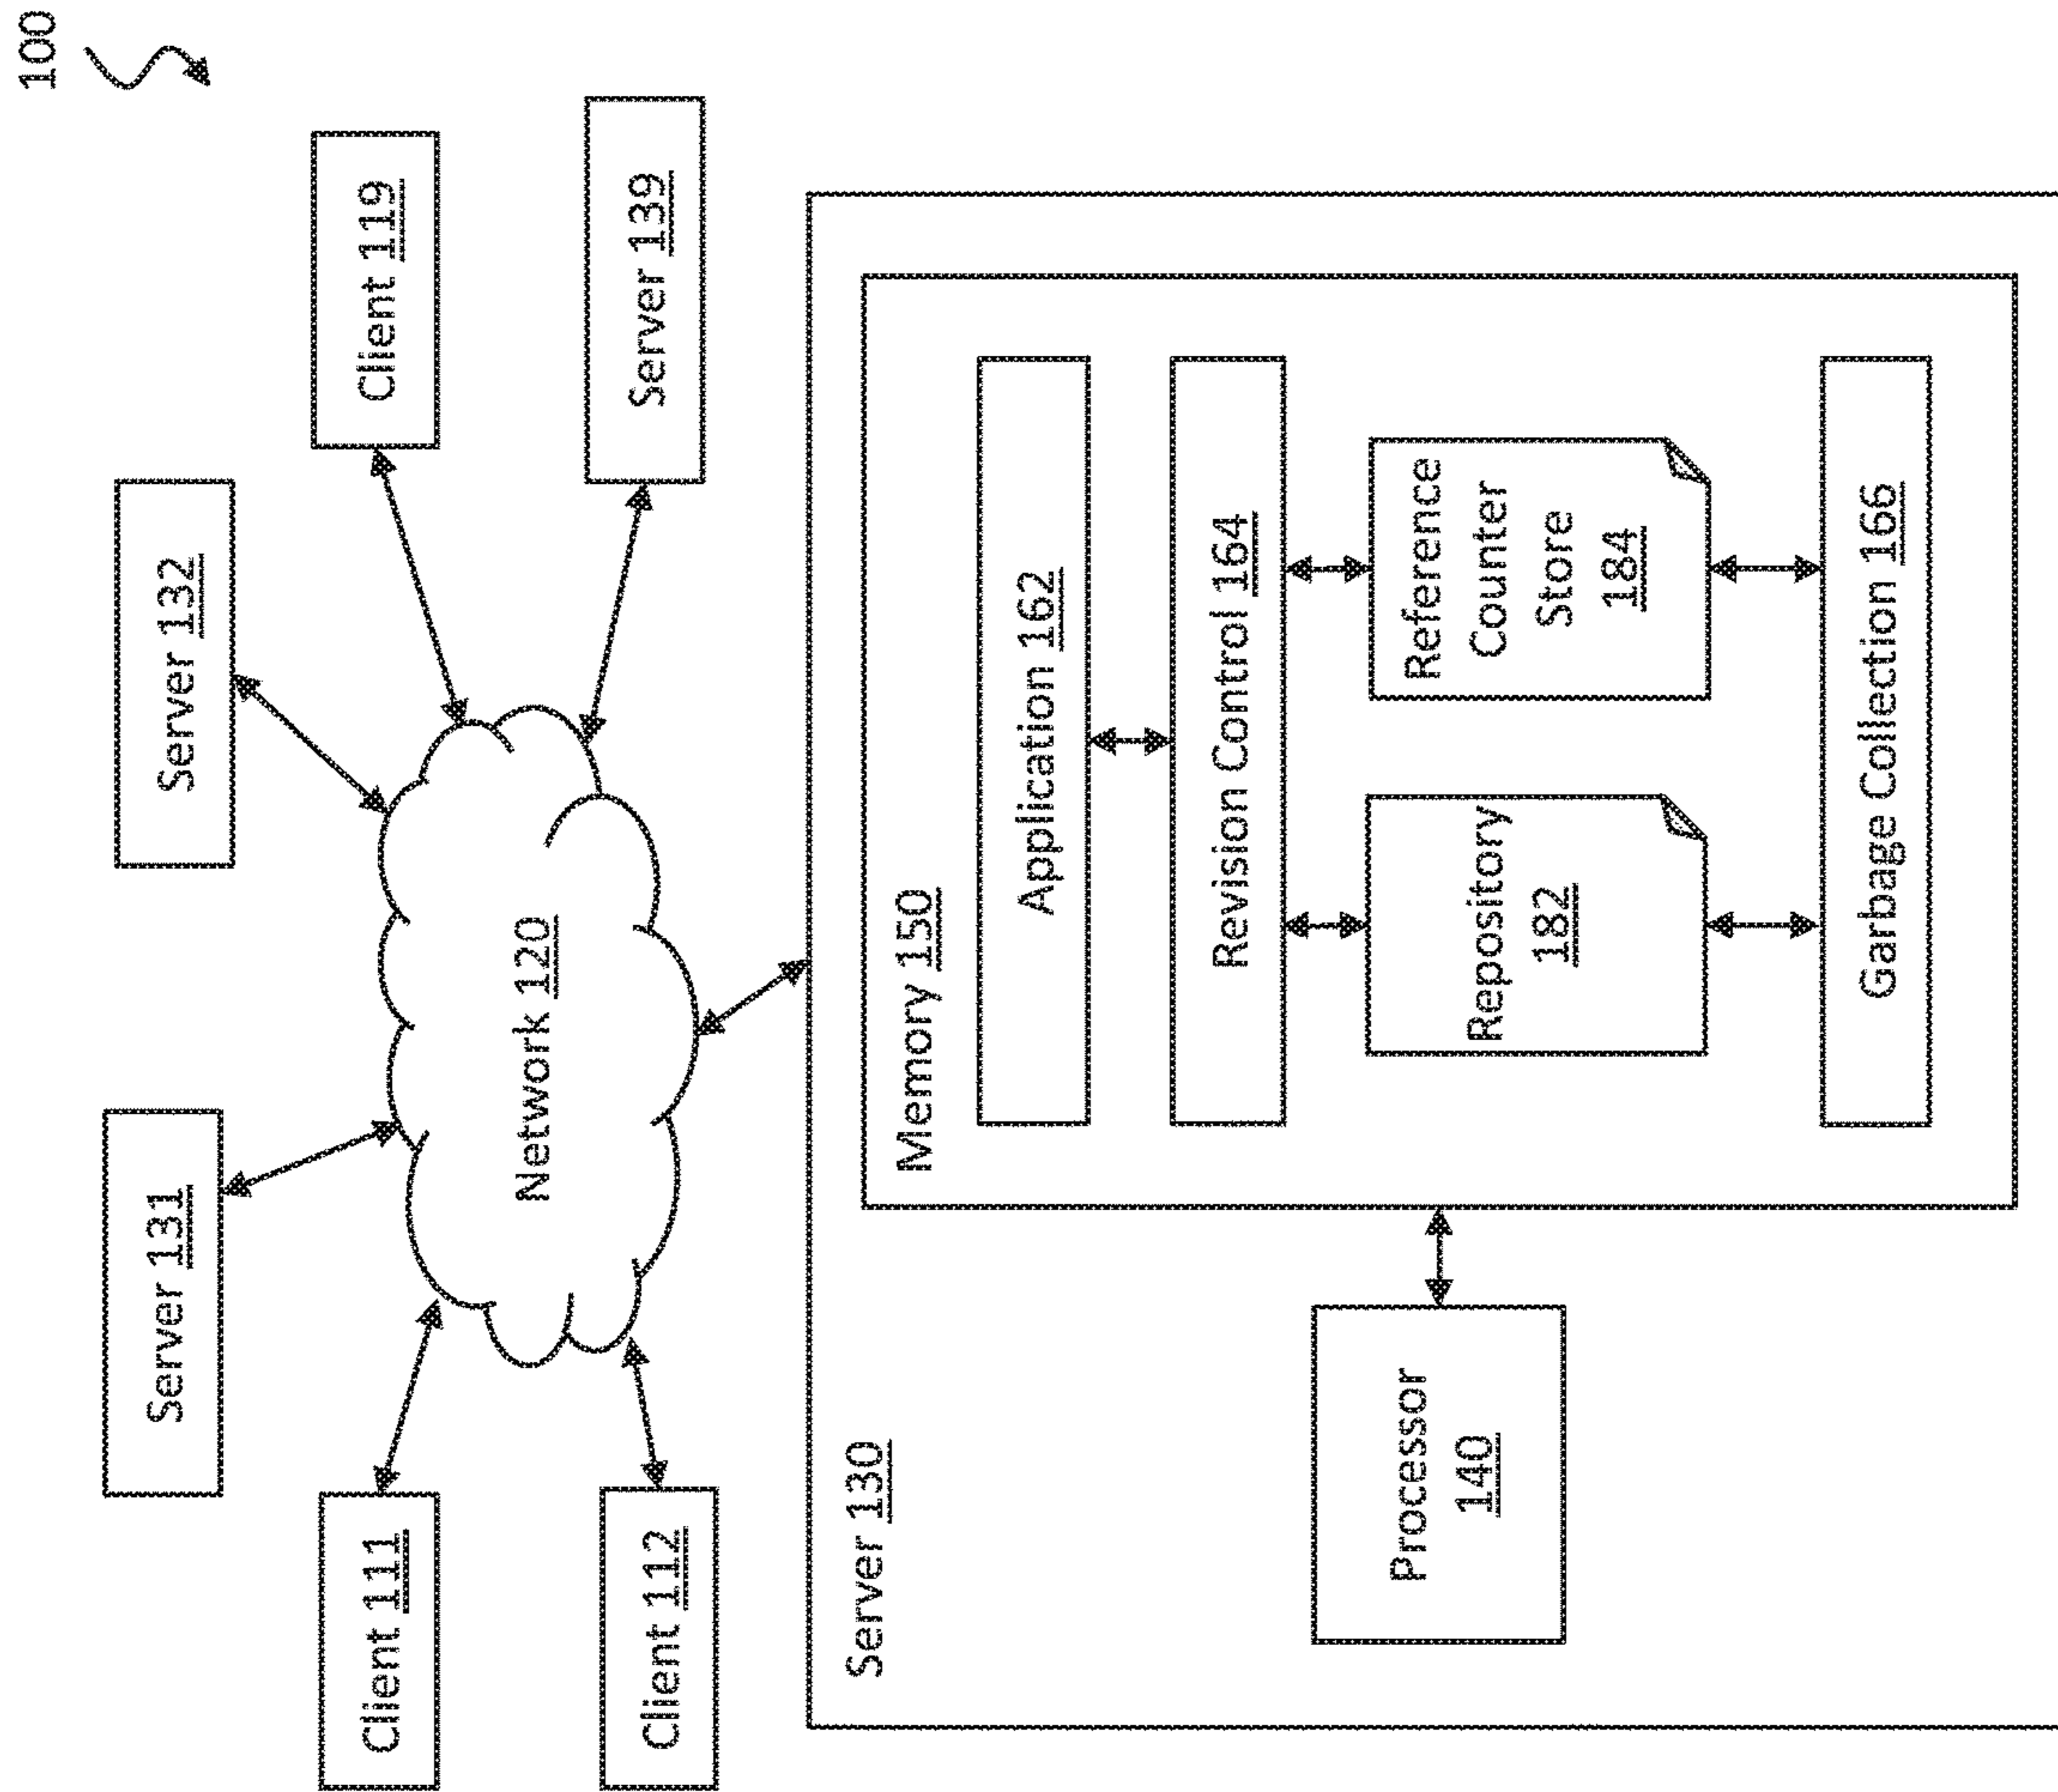 100
Server 131
Server 132
Client 111
Client 119
Network 120
Client 112
Server 139
Server 130
Memory 150
Application 162
Revision Control 164
Processor
140
Repository
182
Reference
Counter
Store
184
Garbage Collection 166